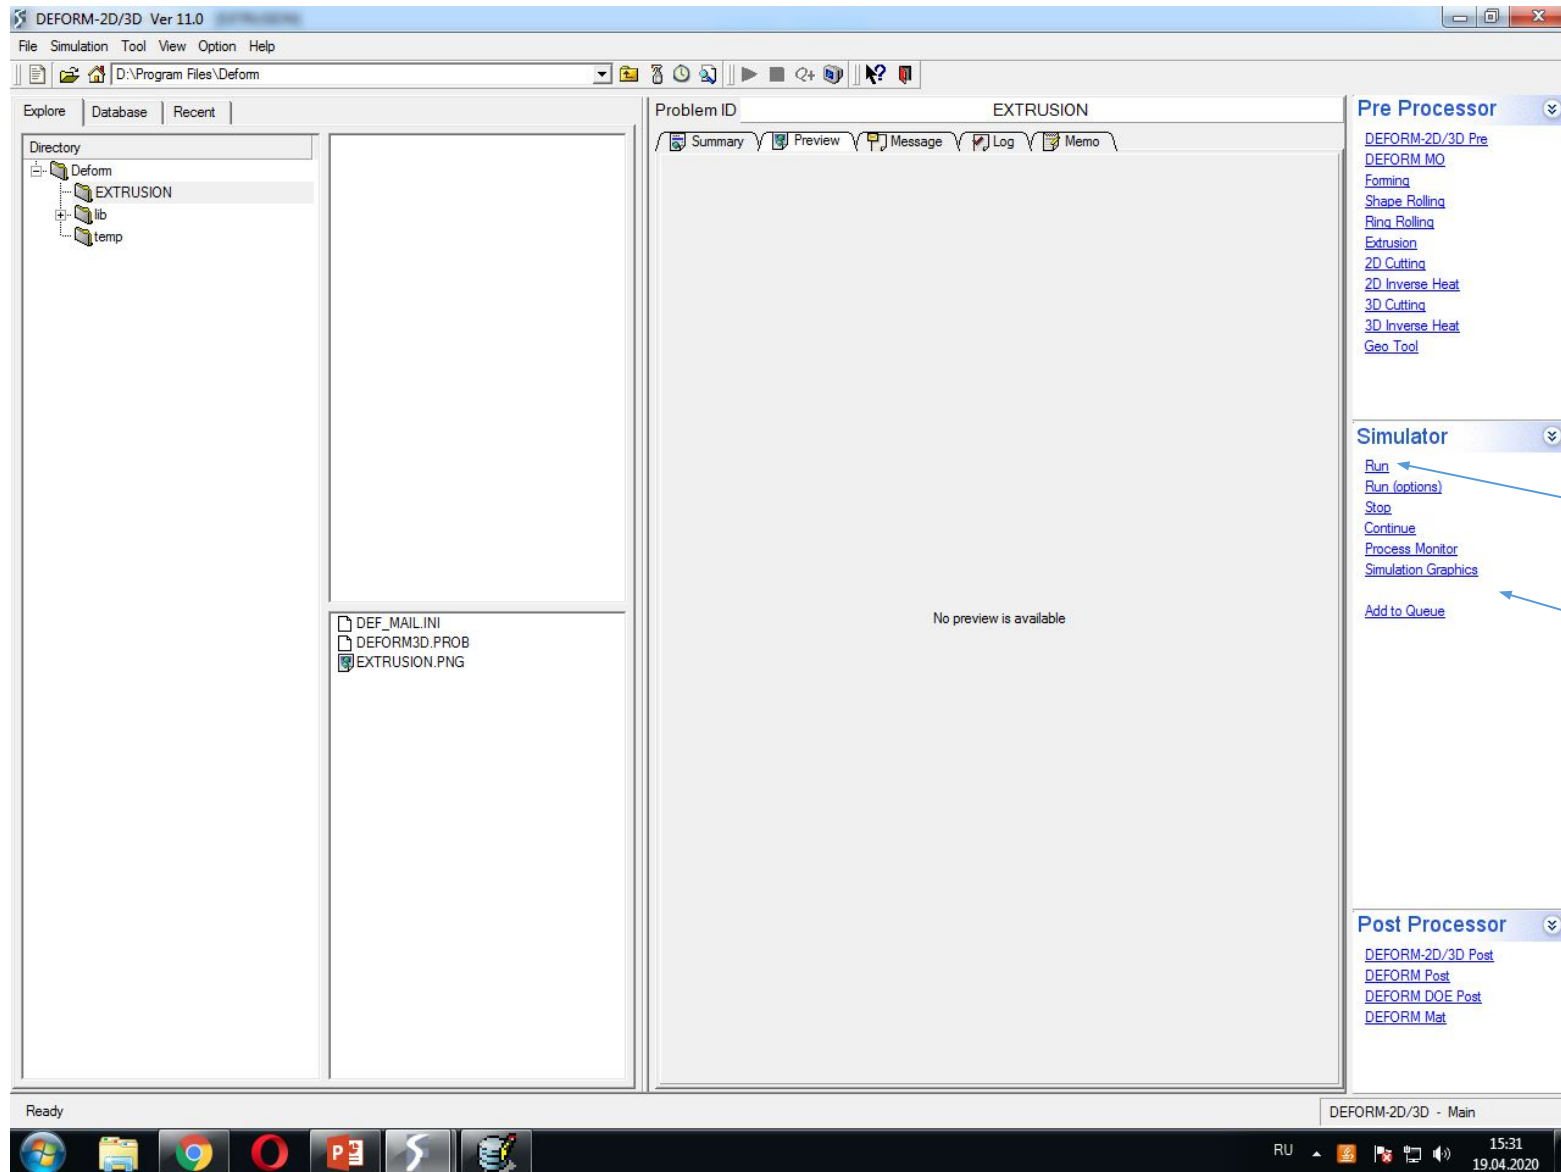 DEFORM-2D/3D Ver 11.0
File Simulation Tool View Option Help
D:\Program Files\Deform
Explore Database Recent
Directory
Deform
EXTRUSION
lib
temp
DEF_MAIL.INI
DEFORM3D.PROB
EXTRUSION.PNG
Problem ID EXTRUSION
Summary Preview Message Log Memo
No preview is available
Pre Processor
DEFORM-2D/3D Pre
DEFORM MO
Forming
Shape Rolling
Ring Rolling
Extrusion
2D Cutting
2D Inverse Heat
3D Cutting
3D Inverse Heat
Geo Tool
Simulator
Run
Run (options)
Stop
Continue
Process Monitor
Simulation Graphics
Add to Queue
Post Processor
DEFORM-2D/3D Post
DEFORM Post
DEFORM DOE Post
DEFORM Mat
Ready
DEFORM-2D/3D - Main
RU
15:31
19.04.2020